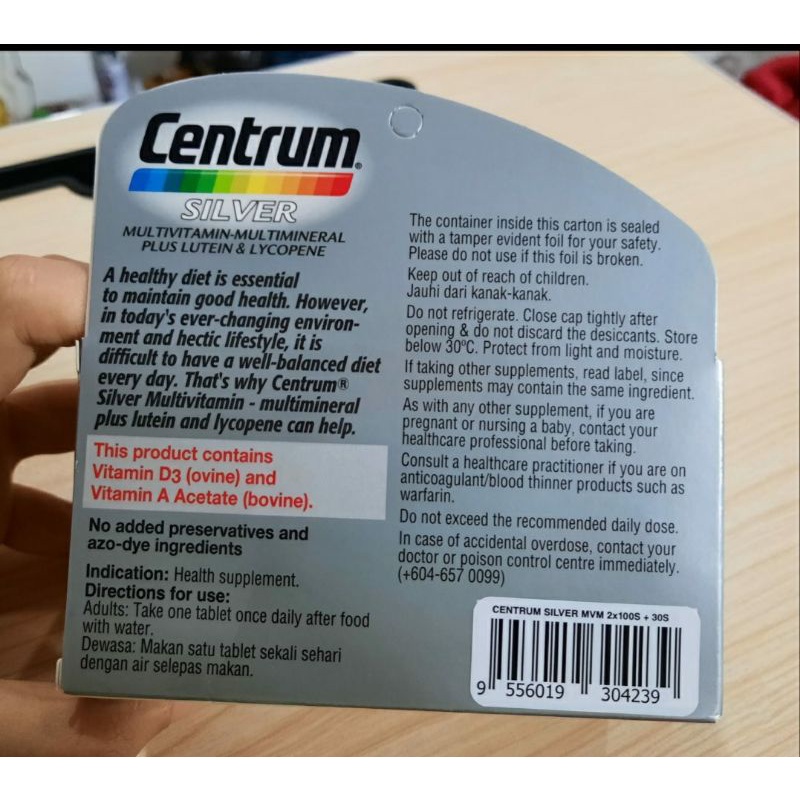 Centrum®
SILVER
MULTIVITAMIN-MULTIMINERAL
PLUS LUTEIN & LYCOPENE
A healthy diet is essential
to maintain good health. However,
in today's ever-changing environ-
ment and hectic lifestyle, it is
difficult to have a well-balanced diet
every day. That's why Centrum®
Silver Multivitamin - multimineral
plus lutein and lycopene can help.
This product contains
Vitamin D3 (ovine) and
Vitamin A Acetate (bovine).
No added preservatives and
azo-dye ingredients
Indication: Health supplement.
Directions for use:
Adults: Take one tablet once daily after food
with water.
Dewasa: Makan satu tablet sekali sehari
dengan air selepas makan.
The container inside this carton is sealed
with a tamper evident foil for your safety.
Please do not use if this foil is broken.
Keep out of reach of children.
Jauhi dari kanak-kanak.
Do not refrigerate. Close cap tightly after
opening & do not discard the desiccants. Store
below 30°C. Protect from light and moisture.
If taking other supplements, read label, since
supplements may contain the same ingredient.
As with any other supplement, if you are
pregnant or nursing a baby, contact your
healthcare professional before taking.
Consult a healthcare practitioner if you are on
anticoagulant/blood thinner products such as
warfarin.
Do not exceed the recommended daily dose.
In case of accidental overdose, contact your
doctor or poison control centre immediately.
(+604-657 0099)
CENTRUM SILVER MVM 2x100S + 30S
9 556019 304239